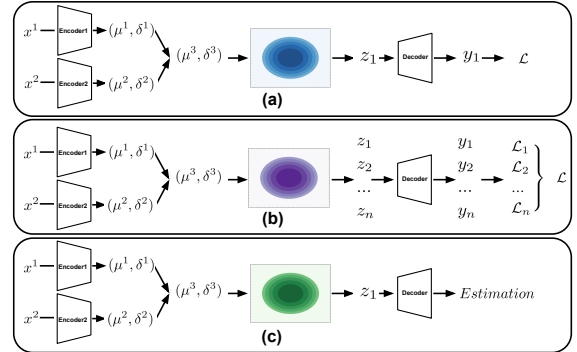 x¹ Encoder1 (μ¹, δ¹)
(μ³, δ³) z₁ Decoder y₁ ℒ
x² Encoder2 (μ², δ²)
(a)
x¹ Encoder1 (μ¹, δ¹)
x² Encoder2 (μ², δ²)
(μ³, δ³)
z₁
z₂
...
zₙ
Decoder
y₁
y₂
...
yₙ
ℒ₁
ℒ₂
...
ℒₙ
ℒ
(b)
x¹ Encoder1 (μ¹, δ¹)
(μ³, δ³) z₁ Decoder Estimation
x² Encoder2 (μ², δ²)
(c)